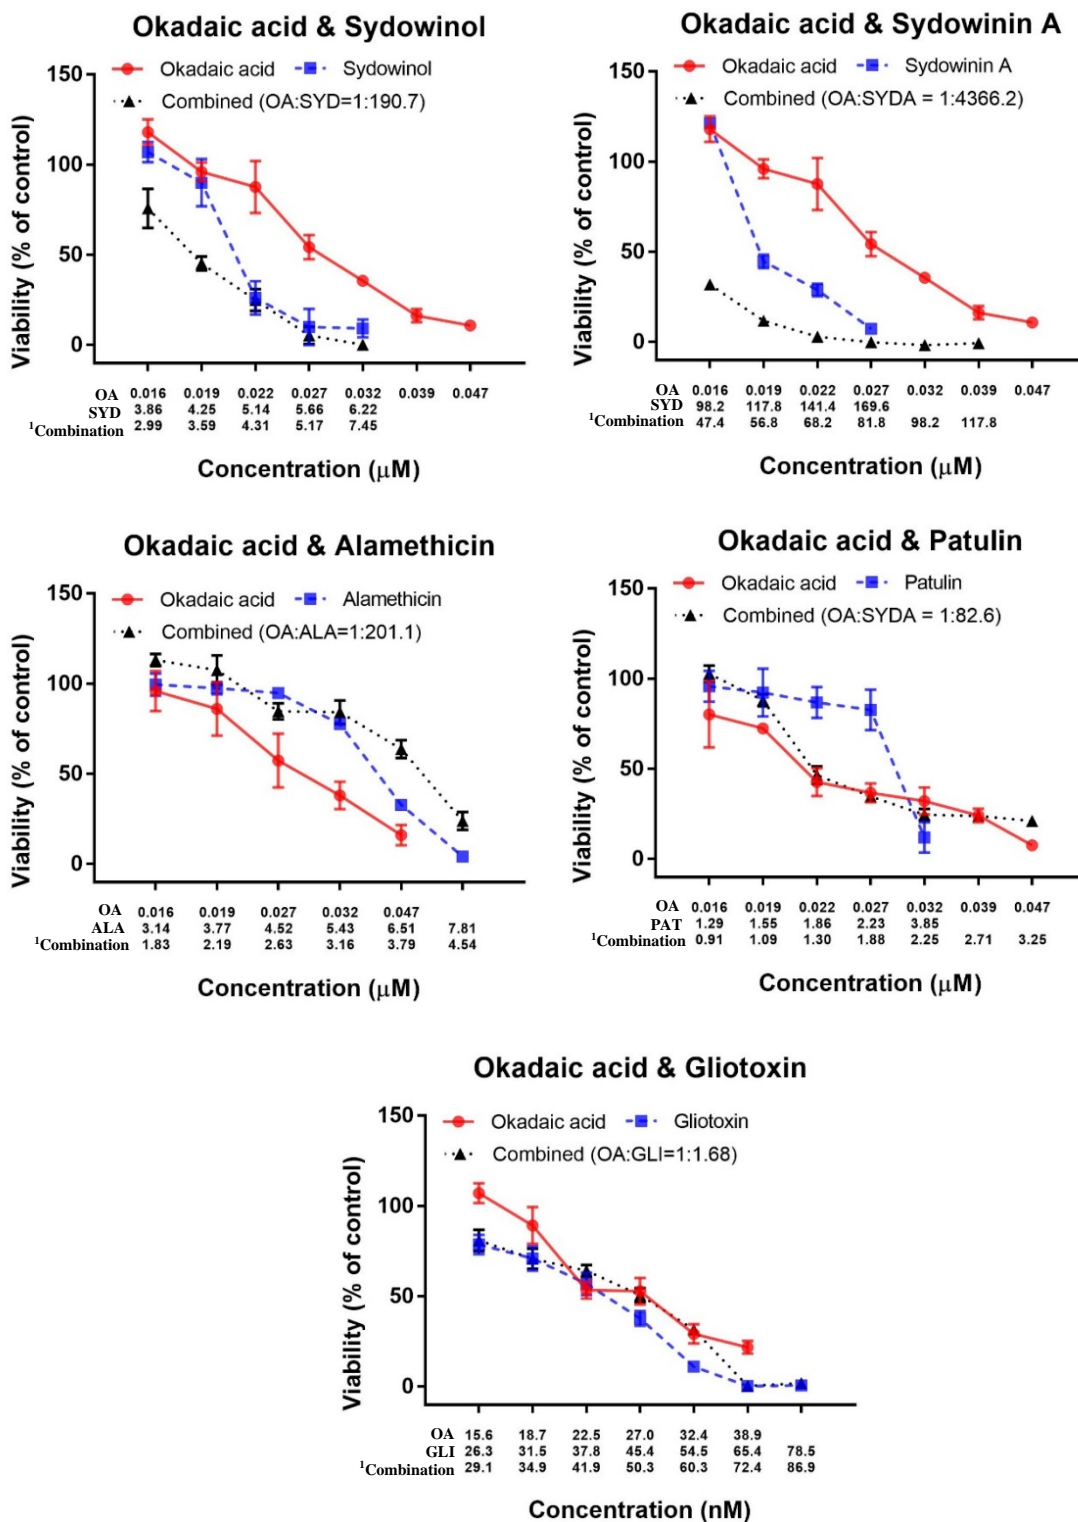 Okadaic acid & Sydowinol
Okadaic acid Sydowinol
Combined (OA:SYD=1:190.7)
150
100
50
0
Viability (% of control)
OA 0.016 0.019 0.022 0.027 0.032 0.039 0.047
SYD 3.86 4.25 5.14 5.66 6.22
¹Combination 2.99 3.59 4.31 5.17 7.45
Concentration (μM)
Okadaic acid & Sydowinin A
Okadaic acid Sydowinin A
Combined (OA:SYDA = 1:4366.2)
150
100
50
0
Viability (% of control)
OA 0.016 0.019 0.022 0.027 0.032 0.039 0.047
SYD 98.2 117.8 141.4 169.6
¹Combination 47.4 56.8 68.2 81.8 98.2 117.8
Concentration (μM)
Okadaic acid & Alamethicin
Okadaic acid Alamethicin
Combined (OA:ALA=1:201.1)
150
100
50
0
Viability (% of control)
OA 0.016 0.019 0.027 0.032 0.047
ALA 3.14 3.77 4.52 5.43 6.51 7.81
¹Combination 1.83 2.19 2.63 3.16 3.79 4.54
Concentration (μM)
Okadaic acid & Patulin
Okadaic acid Patulin
Combined (OA:SYDA = 1:82.6)
150
100
50
0
Viability (% of control)
OA 0.016 0.019 0.022 0.027 0.032 0.039 0.047
PAT 1.29 1.55 1.86 2.23 3.85
¹Combination 0.91 1.09 1.30 1.88 2.25 2.71 3.25
Concentration (μM)
Okadaic acid & Gliotoxin
Okadaic acid Gliotoxin
Combined (OA:GLI=1:1.68)
150
100
50
0
Viability (% of control)
OA 15.6 18.7 22.5 27.0 32.4 38.9
GLI 26.3 31.5 37.8 45.4 54.5 65.4 78.5
¹Combination 29.1 34.9 41.9 50.3 60.3 72.4 86.9
Concentration (nM)